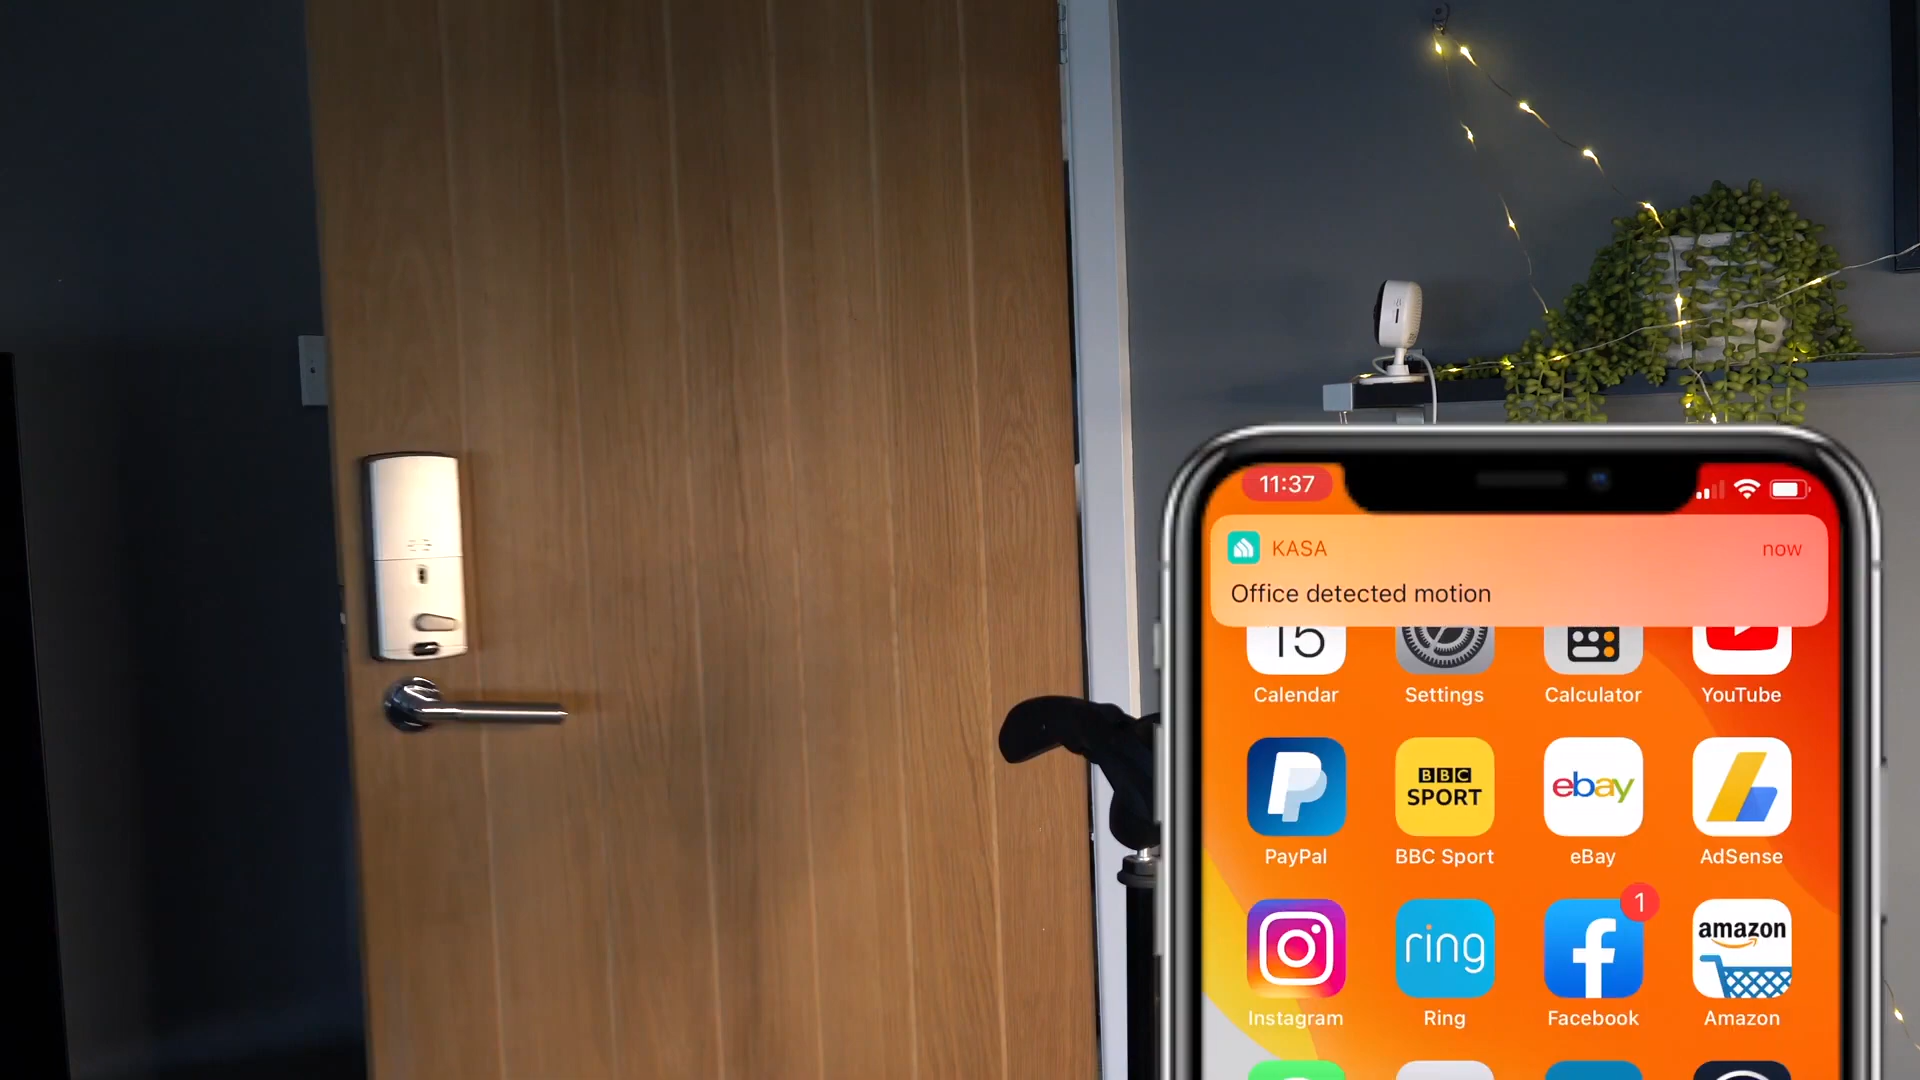 11:37
KASA now
Office detected motion
15
Calendar Settings Calculator YouTube
BBC
SPORT
ebay
PayPal BBC Sport eBay AdSense
1
ring
amazon
Instagram Ring Facebook Amazon